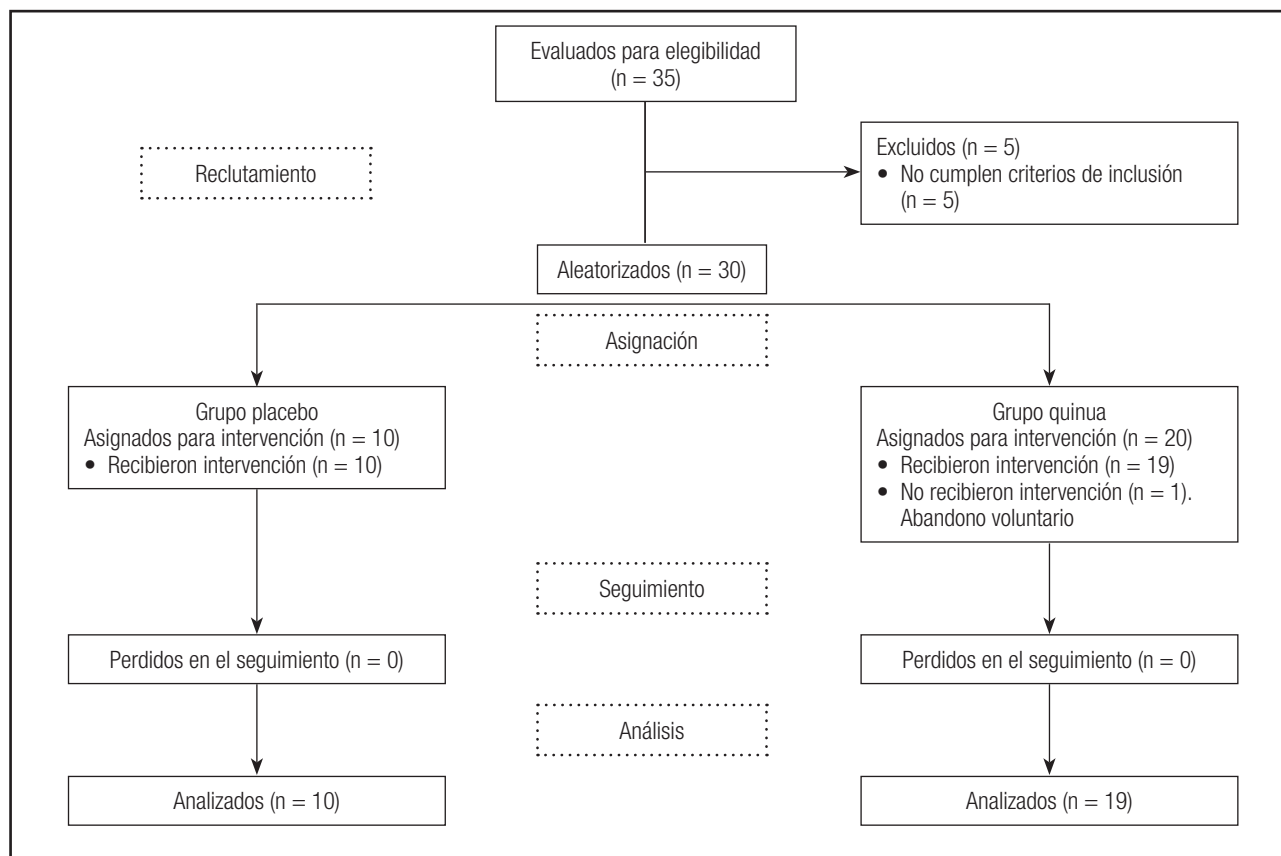 Evaluados para elegibilidad
(n = 35)
Reclutamiento
Excluidos (n = 5)
• No cumplen criterios de inclusión
(n = 5)
Aleatorizados (n = 30)
Asignación
Grupo placebo
Asignados para intervención (n = 10)
• Recibieron intervención (n = 10)
Grupo quinua
Asignados para intervención (n = 20)
• Recibieron intervención (n = 19)
• No recibieron intervención (n = 1).
Abandono voluntario
Seguimiento
Perdidos en el seguimiento (n = 0)
Perdidos en el seguimiento (n = 0)
Análisis
Analizados (n = 10)
Analizados (n = 19)